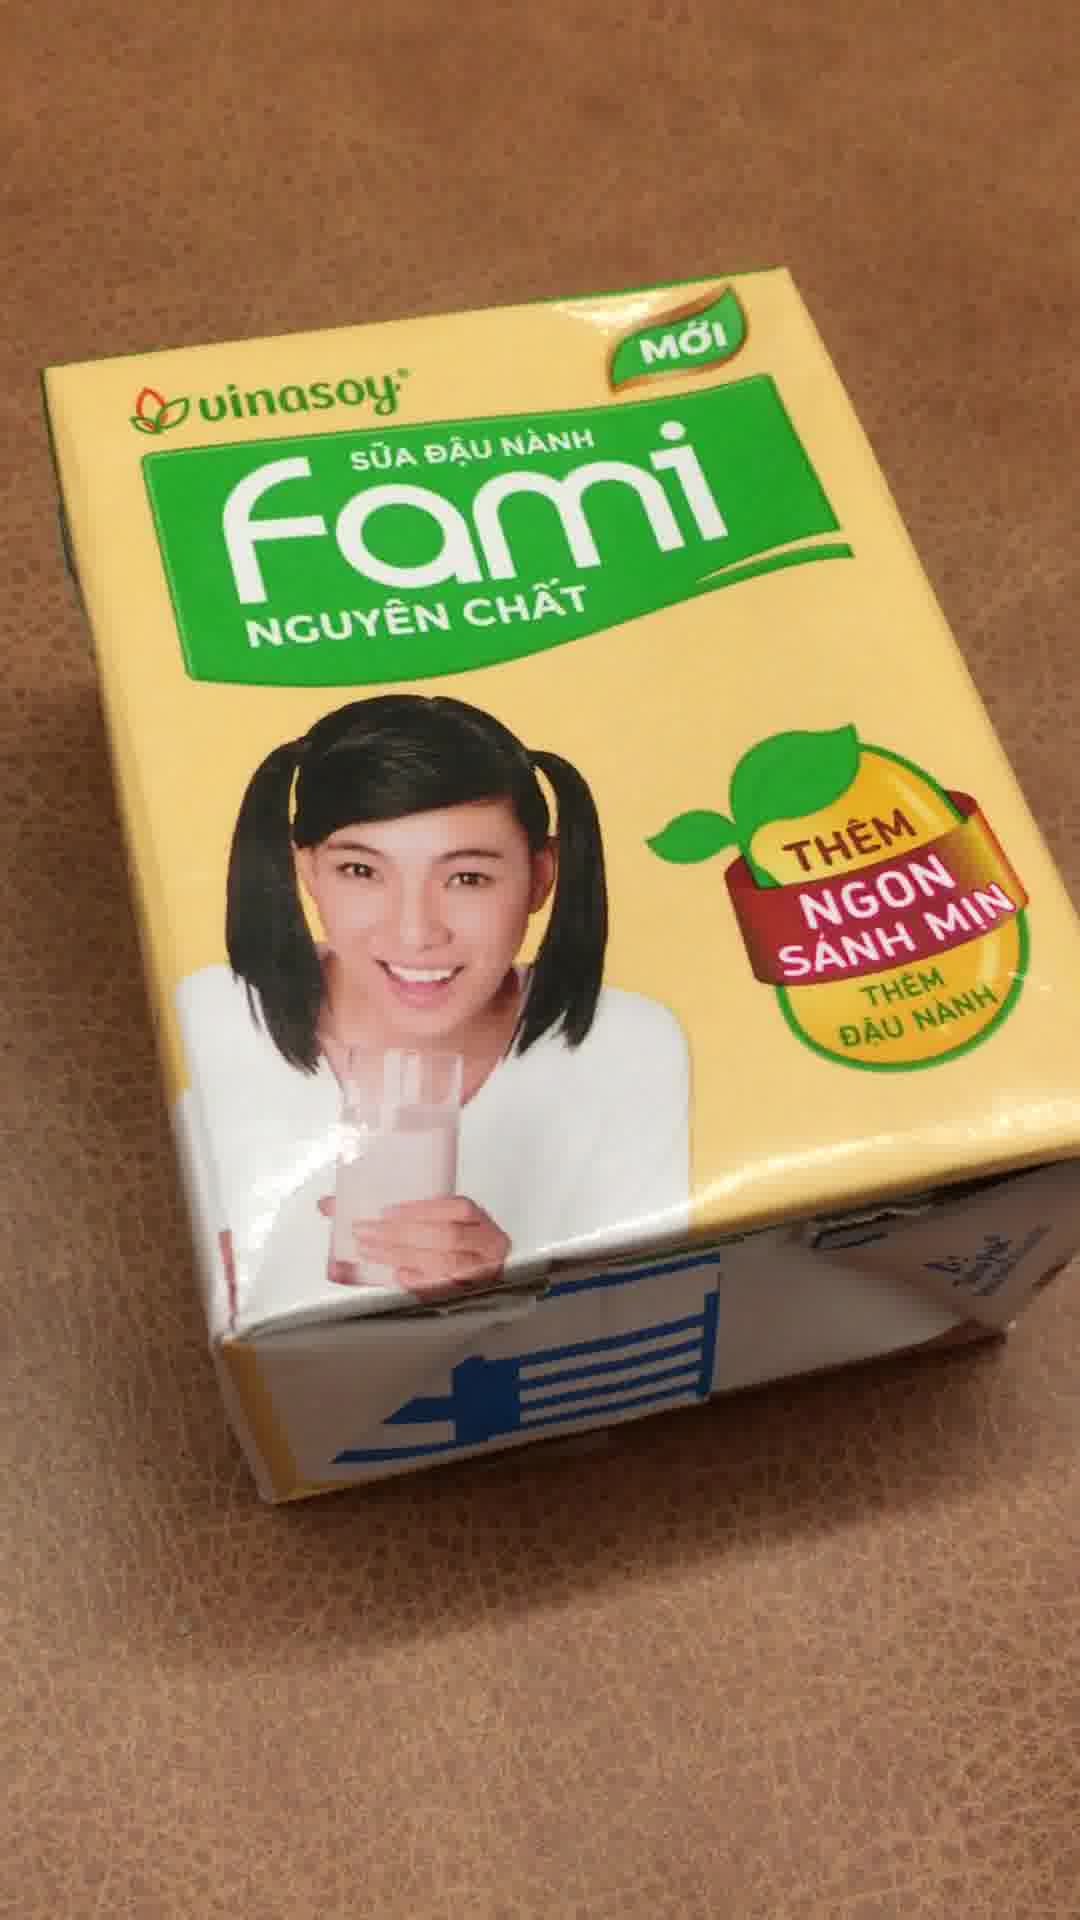 vinasoy®
MỚI
SỮA ĐẬU NÀNH
Fami
NGUYÊN CHẤT
THÊM
NGON
SÁNH MỊN
THÊM
ĐẬU NÀNH